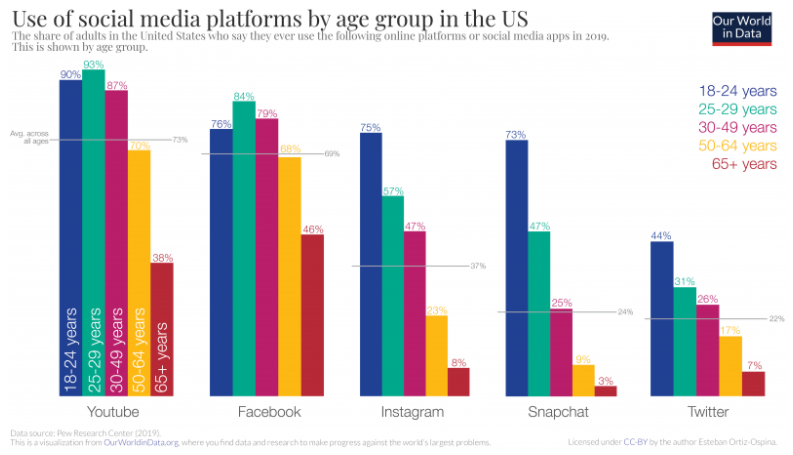 Use of social media platforms by age group in the US
The share of adults in the United States who say they ever use the following online platforms or social media apps in 2019.
This is shown by age group.
Our World
in Data
18-24 years
25-29 years
30-49 years
50-64 years
65+ years
90% 93% 87% 70% 38%
Avg. across
all ages
73%
76% 84% 79% 68% 46%
69%
75% 57% 47% 23% 8%
37%
73% 47% 25% 9% 3%
24%
44% 31% 26% 17% 7%
22%
18-24 years
25-29 years
30-49 years
50-64 years
65+ years
Youtube Facebook Instagram Snapchat Twitter
Data source: Pew Research Center (2019).
This is a visualization from OurWorldinData.org, where you find data and research to make progress against the world's largest problems.
Licensed under CC-BY by the author Esteban Ortiz-Ospina.